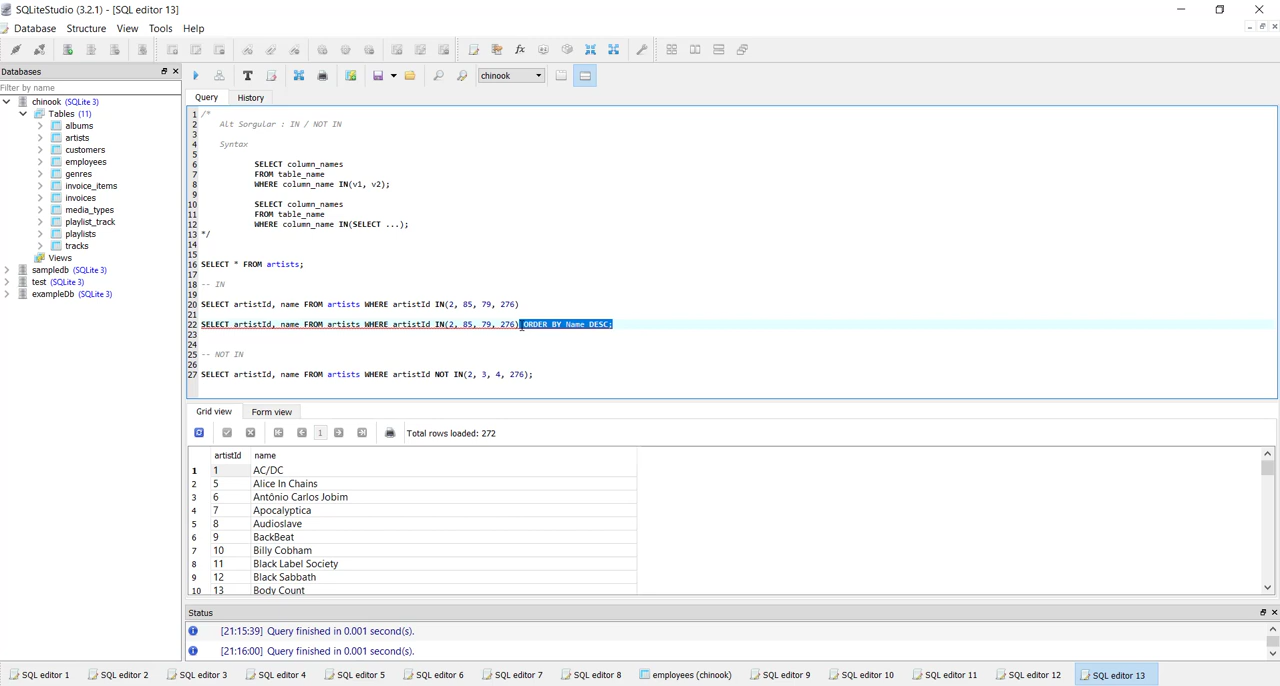 SQLiteStudio (3.2.1) - [SQL editor 13]
Database Structure View Tools Help
Databases
Filter by name
chinook (SQLite 3)
Tables (11)
albums
artists
customers
employees
genres
invoice_items
invoices
media_types
playlist_track
playlists
tracks
Views
sampledb (SQLite 3)
test (SQLite 3)
exampleDb (SQLite 3)
chinook
Query History
1 /*
2 Alt Sorgular : IN / NOT IN
3
4 Syntax
5
6 SELECT column_names
7 FROM table_name
8 WHERE column_name IN(v1, v2);
9
10 SELECT column_names
11 FROM table_name
12 WHERE column_name IN(SELECT ...);
13 */
14
15
16 SELECT * FROM artists;
17
18 -- IN
19
20 SELECT artistId, name FROM artists WHERE artistId IN(2, 85, 79, 276)
21
22 SELECT artistId, name FROM artists WHERE artistId IN(2, 85, 79, 276) ORDER BY Name DESC;
23
24
25 -- NOT IN
26
27 SELECT artistId, name FROM artists WHERE artistId NOT IN(2, 3, 4, 276);
Grid view Form view
1 Total rows loaded: 272
artistId name
1 1 AC/DC
2 5 Alice In Chains
3 6 Antônio Carlos Jobim
4 7 Apocalyptica
5 8 Audioslave
6 9 BackBeat
7 10 Billy Cobham
8 11 Black Label Society
9 12 Black Sabbath
10 13 Body Count
Status
[21:15:39] Query finished in 0.001 second(s).
[21:16:00] Query finished in 0.001 second(s).
SQL editor 1 SQL editor 2 SQL editor 3 SQL editor 4 SQL editor 5 SQL editor 6 SQL editor 7 SQL editor 8 employees (chinook) SQL editor 9 SQL editor 10 SQL editor 11 SQL editor 12 SQL editor 13